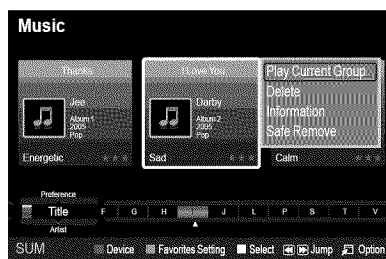 Music
Thanks
Jee
Album 1
2005
Pop
Energetic
I Love You
Darby
Album 2
2005
Pop
Sad
Play Current Group
Delete
Information
Safe Remove
Calm
Preference
Title
Artist
F G H J L P S T V
SUM Device Favorites Setting Select Jump Option